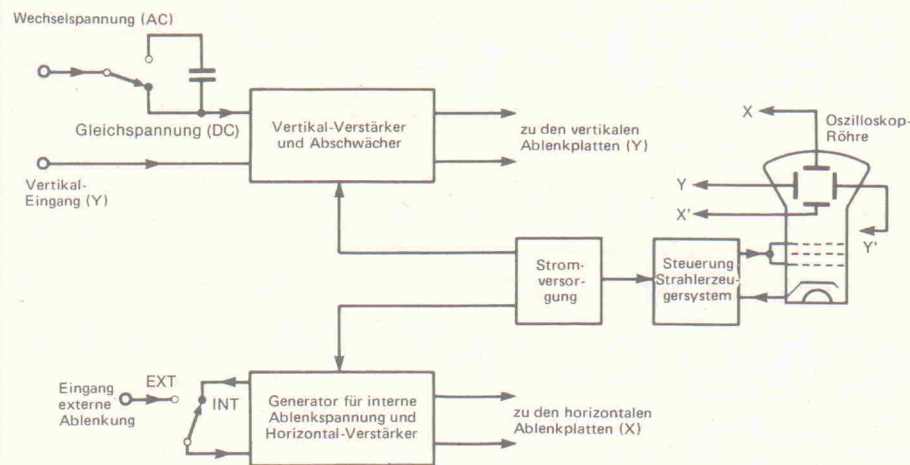 Wechselspannung (AC)
Gleichspannung (DC)
Vertikal-
Eingang (Y)
Vertikal-Verstärker
und Abschwächer
zu den vertikalen
Ablenkplatten (Y)
X
Oszilloskop-
Röhre
Y
X'
Y'
Strom-
versor-
gung
Steuerung
Strahlerzeu-
gersystem
Eingang
externe
Ablenkung
EXT
INT
Generator für interne
Ablenkspannung und
Horizontal-Verstärker
zu den horizontalen
Ablenkplatten (X)